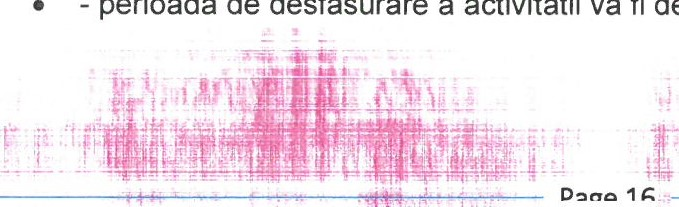 • - perioada de desfasurare a activitatii va fi de
Page 16